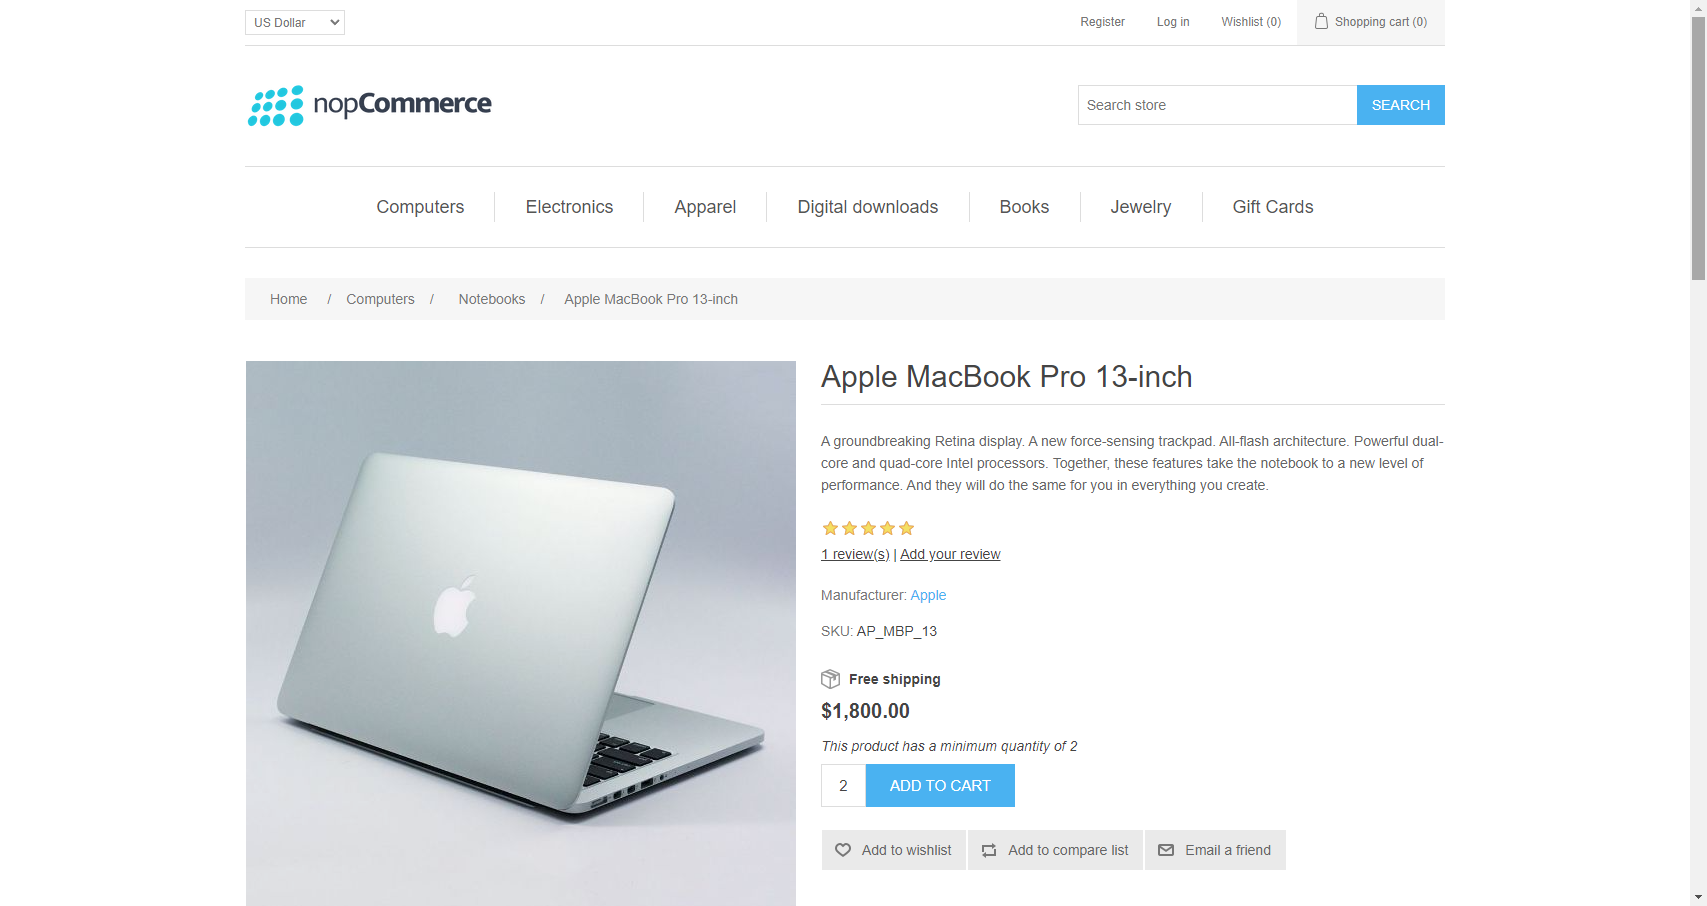 US Dollar
Register
Log in
Wishlist (0)
Shopping cart (0)
nopCommerce
Search store
SEARCH
Computers
Electronics
Apparel
Digital downloads
Books
Jewelry
Gift Cards
Home / Computers / Notebooks / Apple MacBook Pro 13-inch
Apple MacBook Pro 13-inch
A groundbreaking Retina display. A new force-sensing trackpad. All-flash architecture. Powerful dual-
core and quad-core Intel processors. Together, these features take the notebook to a new level of
performance. And they will do the same for you in everything you create.
1 review(s) | Add your review
Manufacturer: Apple
SKU: AP_MBP_13
Free shipping
$1,800.00
This product has a minimum quantity of 2
2
ADD TO CART
Add to wishlist
Add to compare list
Email a friend